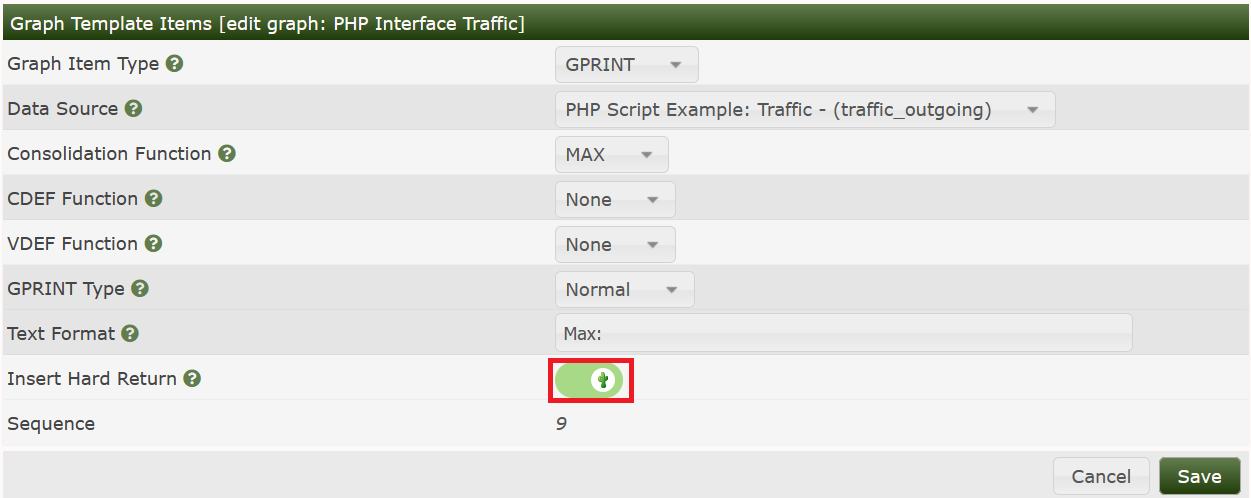 Graph Template Items [edit graph: PHP Interface Traffic]
Graph Item Type GPRINT
Data Source PHP Script Example: Traffic - (traffic_outgoing)
Consolidation Function MAX
CDEF Function None
VDEF Function None
GPRINT Type Normal
Text Format Max:
Insert Hard Return
Sequence 9
Cancel Save